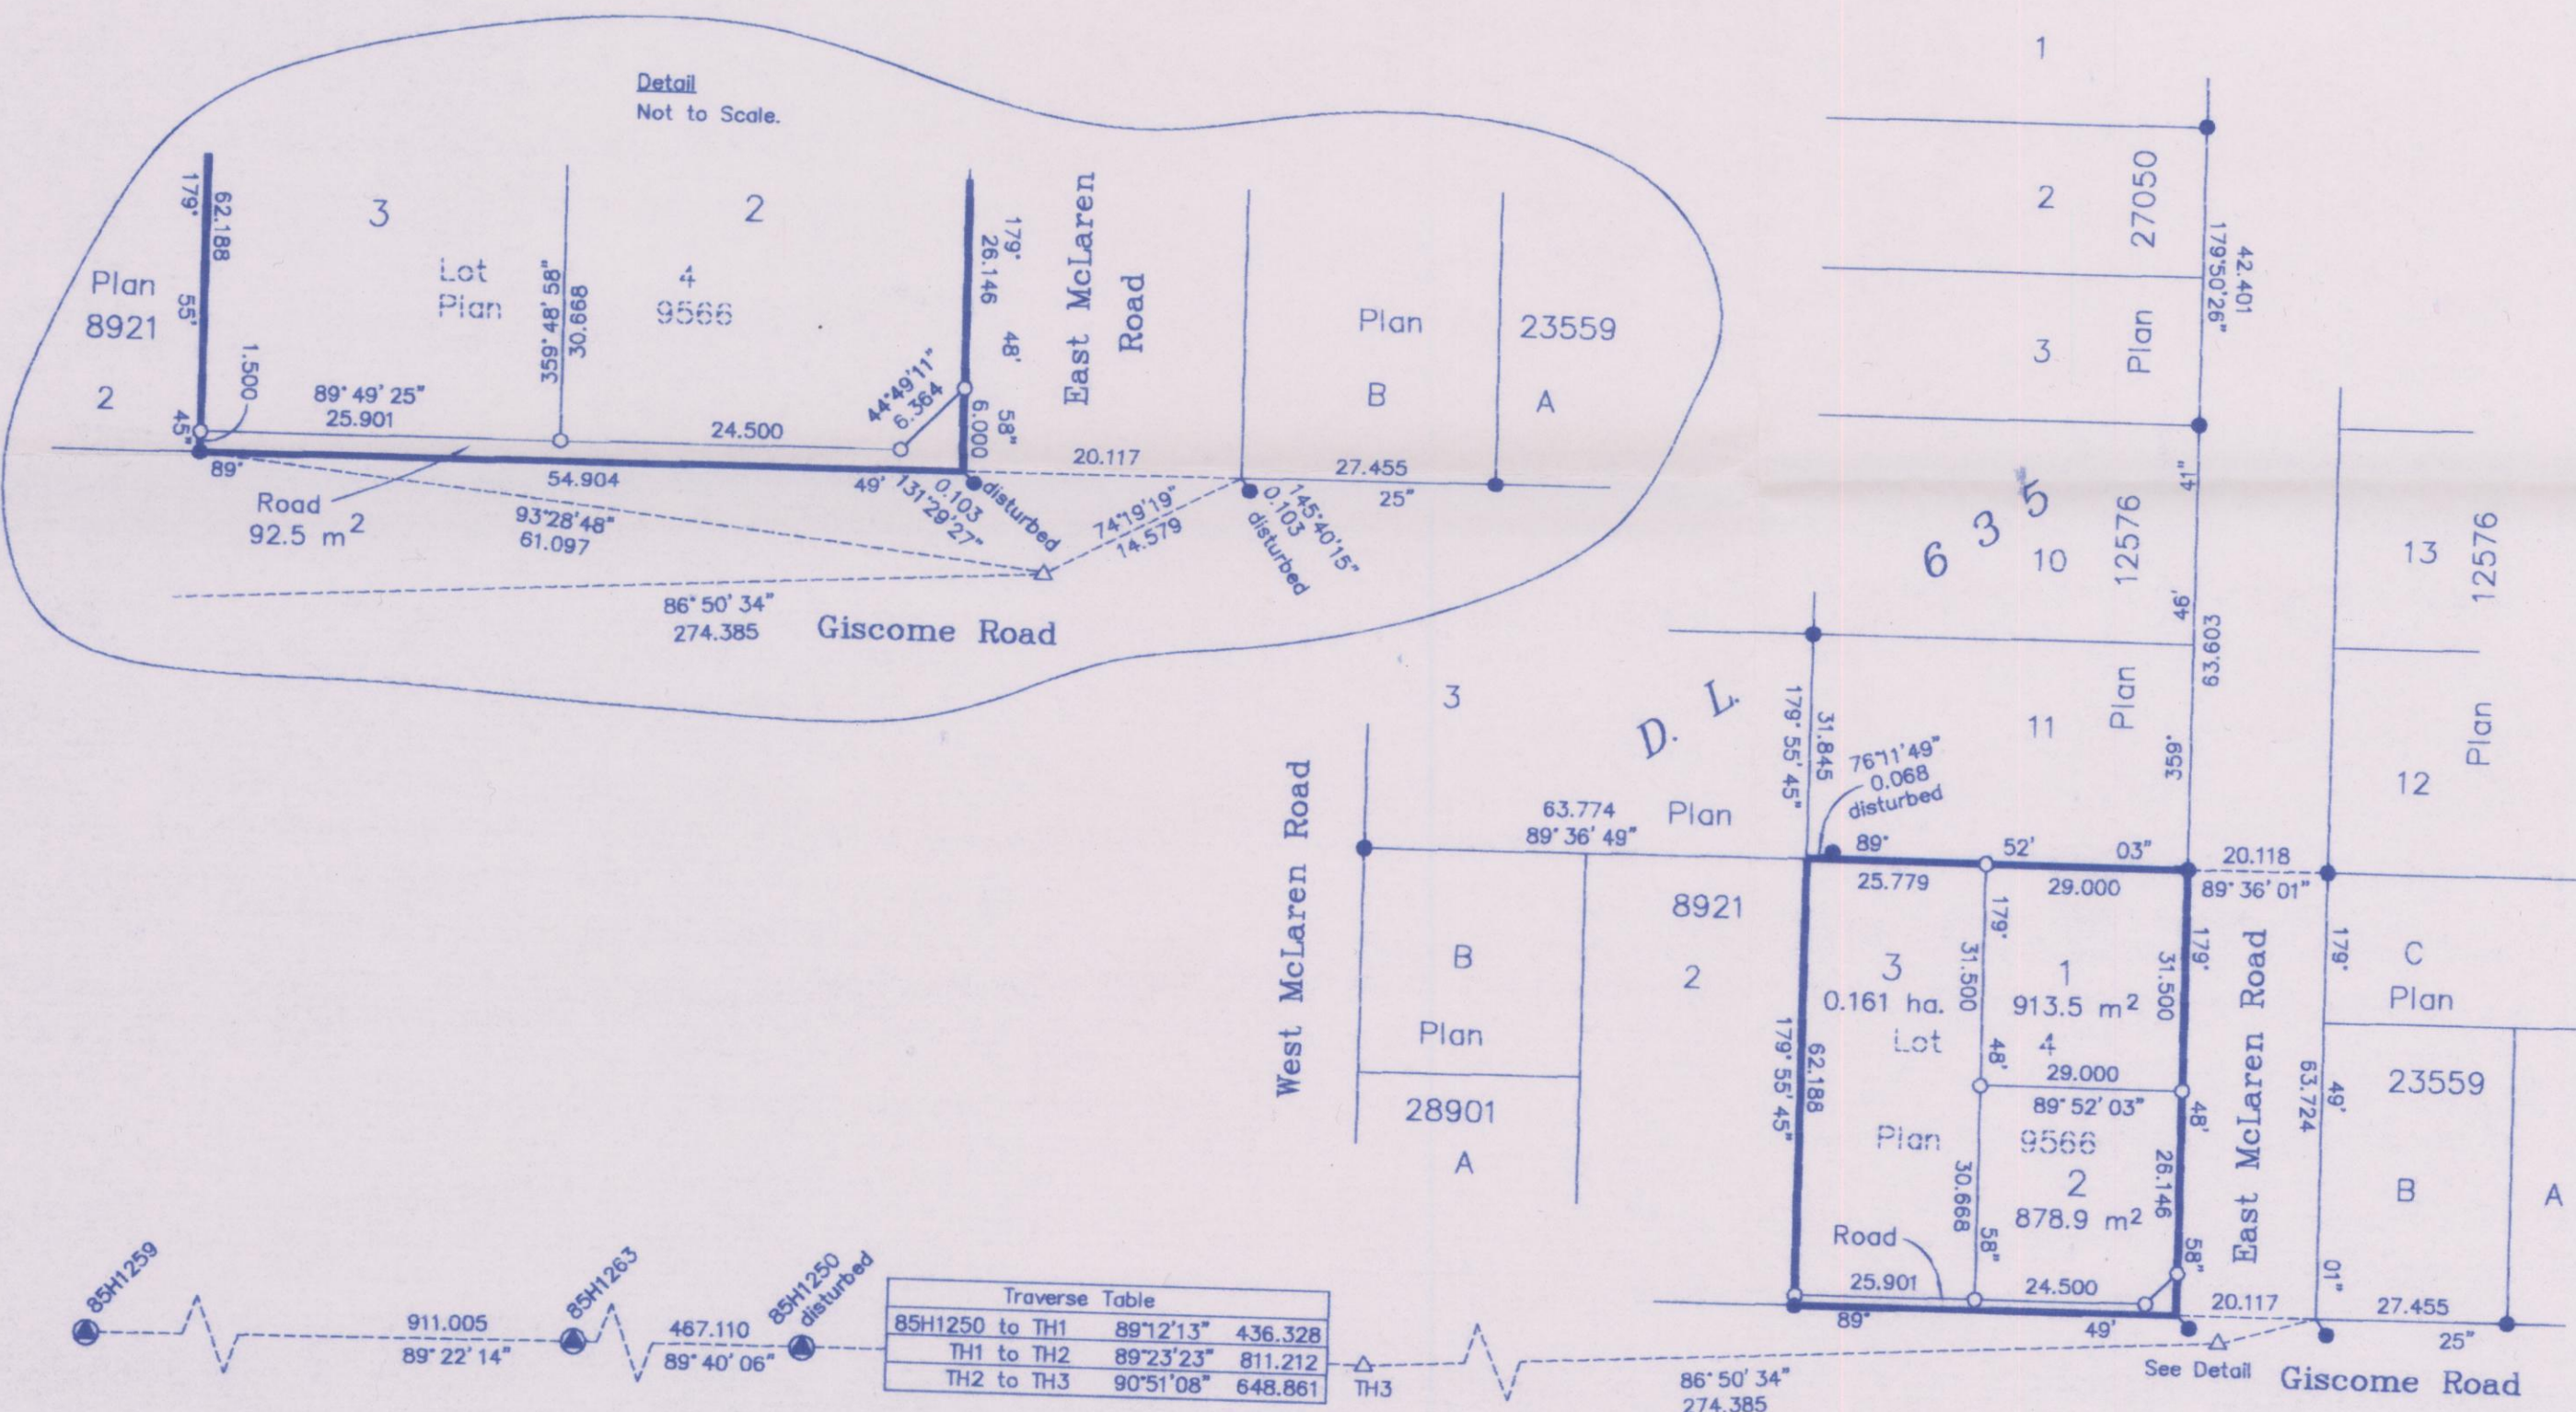 Detail
Not to Scale.
179°
62.188
55'
45"
3
2
Plan
8921
2
Lot
Plan
4
9566
359° 48' 58"
30.668
1.500
89° 49' 25"
25.901
24.500
44°49'11"
6.364
179°
26.146
48'
58"
6.000
East McLaren
Road
Plan
23559
B
A
89°
54.904
49'
20.117
27.455
25"
Road
92.5 m2
93°28'48"
61.097
0.103
131°29'27"
disturbed
74°19'19"
14.579
145°40'15"
0.103
disturbed
86° 50' 34"
274.385
Giscome Road
1
2
27050
3
Plan
42.401
179°50'26"
D. L. 635
10
12576
41"
46'
63.603
359°
13
12576
Plan
12
11
Plan
3
179° 55' 45"
31.845
76°11'49"
0.068
disturbed
63.774
89° 36' 49"
Plan
8921
2
West McLaren Road
B
Plan
28901
A
89°
52'
03"
25.779
29.000
20.118
89° 36' 01"
179°
31.500
48'
30.668
58"
3
0.161 ha.
1
913.5 m2
Lot
4
29.000
89° 52' 03"
Plan
9566
2
878.9 m2
179° 55' 45"
62.188
179°
31.500
48'
26.146
58"
East McLaren Road
179°
49'
63.724
01"
C
Plan
23559
B
A
Road
25.901
24.500
89°
49'
20.117
27.455
25"
See Detail
Giscome Road
85H1259
911.005
89° 22' 14"
85H1263
467.110
89° 40' 06"
85H1250
disturbed
Traverse Table
85H1250 to TH1 89°12'13" 436.328
TH1 to TH2 89°23'23" 811.212
TH2 to TH3 90°51'08" 648.861
TH3
86° 50' 34"
274.385